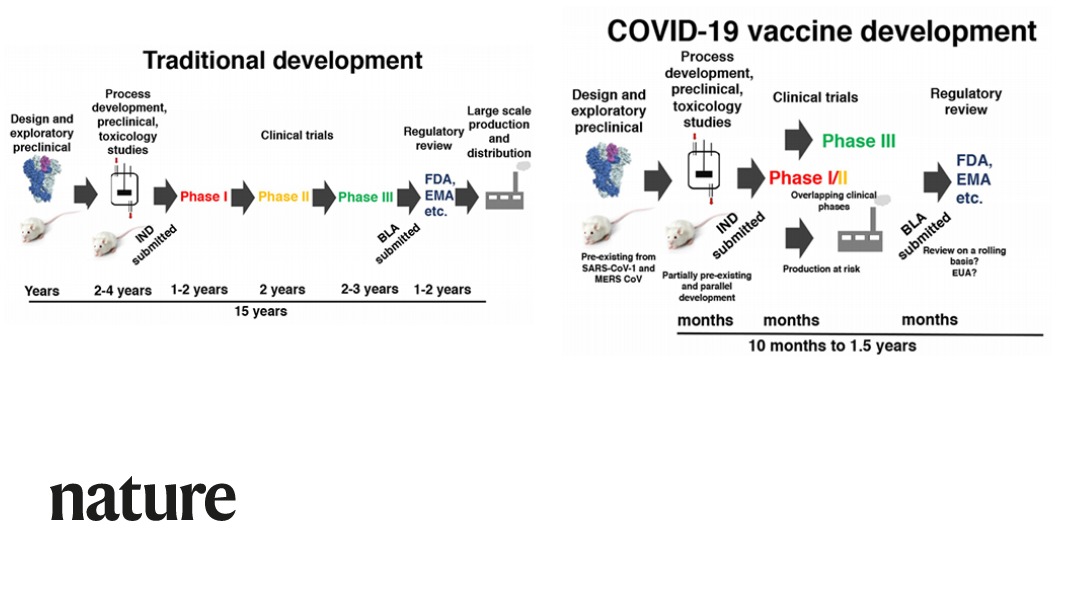 Traditional development
Design and
exploratory
preclinical
Process
development,
preclinical,
toxicology
studies
Clinical trials
Regulatory
review
Large scale
production
and
distribution
IND
submitted
Phase I
Phase II
Phase III
BLA
submitted
FDA,
EMA
etc.
Years
2-4 years
1-2 years
2 years
2-3 years
1-2 years
15 years
COVID-19 vaccine development
Design and
exploratory
preclinical
Process
development,
preclinical,
toxicology
studies
Clinical trials
Regulatory
review
Phase III
Phase I/II
Overlapping clinical
phases
IND
submitted
Production at risk
BLA
submitted
FDA,
EMA
etc.
Pre-existing from
SARS-CoV-1 and
MERS CoV
Partially pre-existing
and parallel
development
Review on a rolling
basis?
EUA?
months
months
months
10 months to 1.5 years
nature